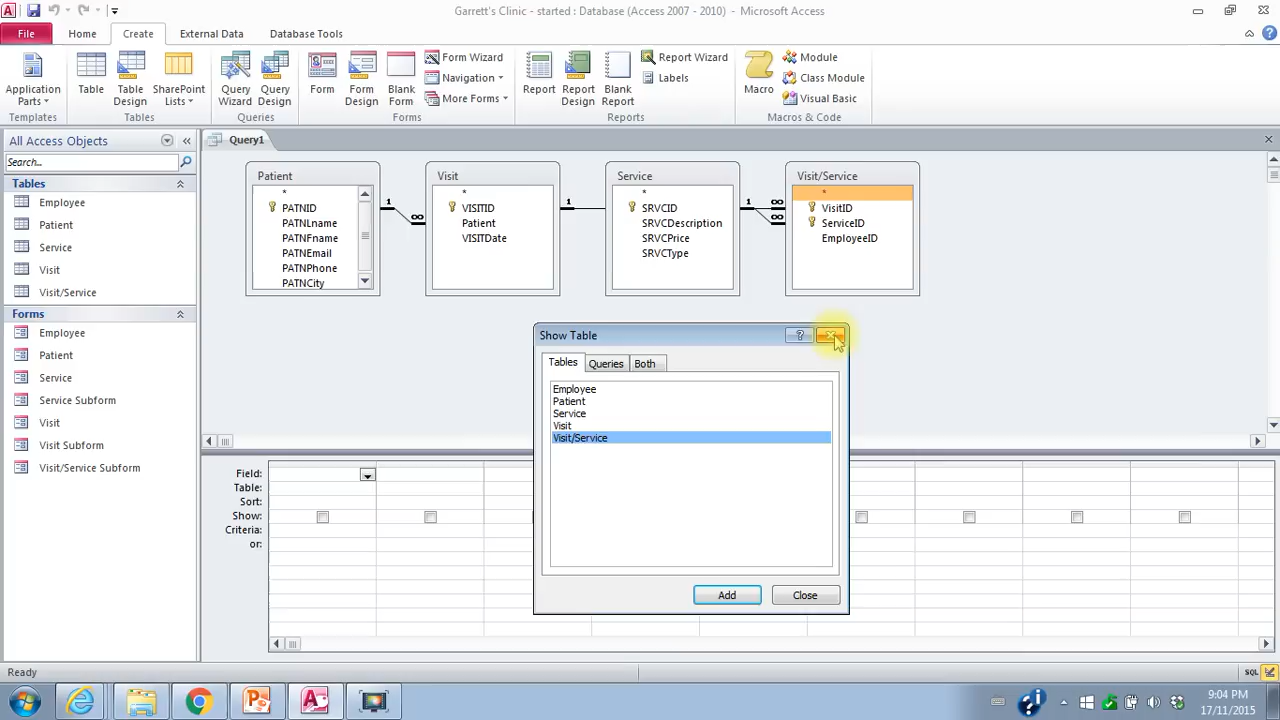 Garrett's Clinic - started : Database (Access 2007 - 2010) - Microsoft Access
File
Home
Create
External Data
Database Tools
Application Parts
Templates
Table
Table Design
SharePoint Lists
Tables
Query Wizard
Query Design
Queries
Form
Form Design
Blank Form
Form Wizard
Navigation
More Forms
Forms
Report
Report Design
Blank Report
Report Wizard
Labels
Reports
Macro
Module
Class Module
Visual Basic
Macros & Code
All Access Objects
Search...
Tables
Employee
Patient
Service
Visit
Visit/Service
Forms
Employee
Patient
Service
Service Subform
Visit
Visit Subform
Visit/Service Subform
Query1
Patient
*
PATNID
PATNLname
PATNFname
PATNEmail
PATNPhone
PATNCity
1
∞
Visit
*
VISITID
Patient
VISITDate
1
Service
*
SRVCID
SRVCDescription
SRVCPrice
SRVCType
1
∞
∞
Visit/Service
*
VisitID
ServiceID
EmployeeID
Show Table
?
Tables
Queries
Both
Employee
Patient
Service
Visit
Visit/Service
Add
Close
Field:
Table:
Sort:
Show:
Criteria:
or:
Ready
SQL
9:04 PM
17/11/2015